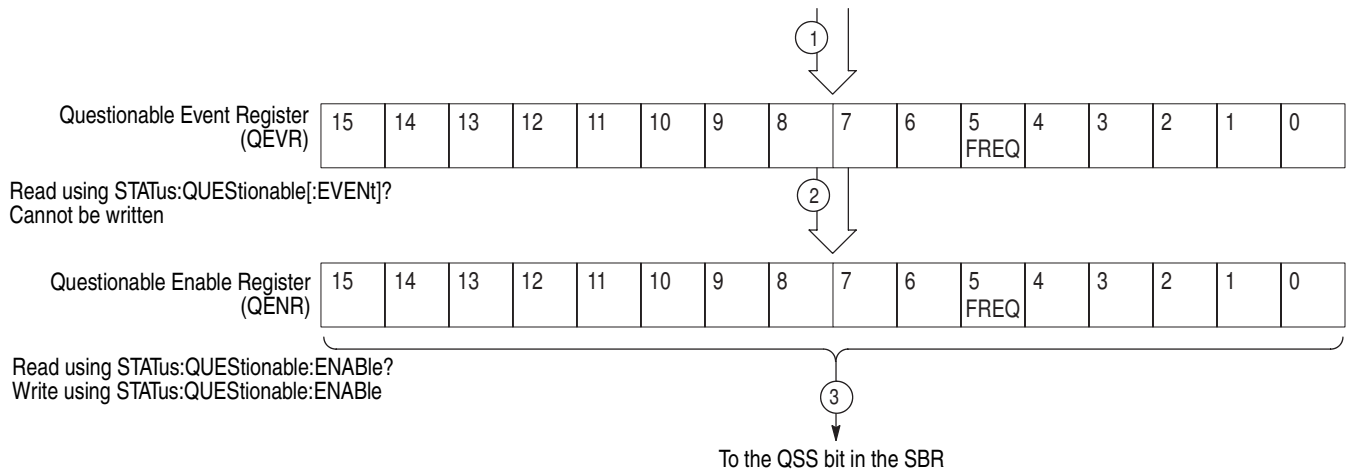 1
Questionable Event Register
(QEVR)
15 14 13 12 11 10 9 8 7 6 5 4 3 2 1 0
FREQ
Read using STATus:QUEStionable[:EVENt]?
Cannot be written
2
Questionable Enable Register
(QENR)
15 14 13 12 11 10 9 8 7 6 5 4 3 2 1 0
FREQ
Read using STATus:QUEStionable:ENABle?
Write using STATus:QUEStionable:ENABle
3
To the QSS bit in the SBR